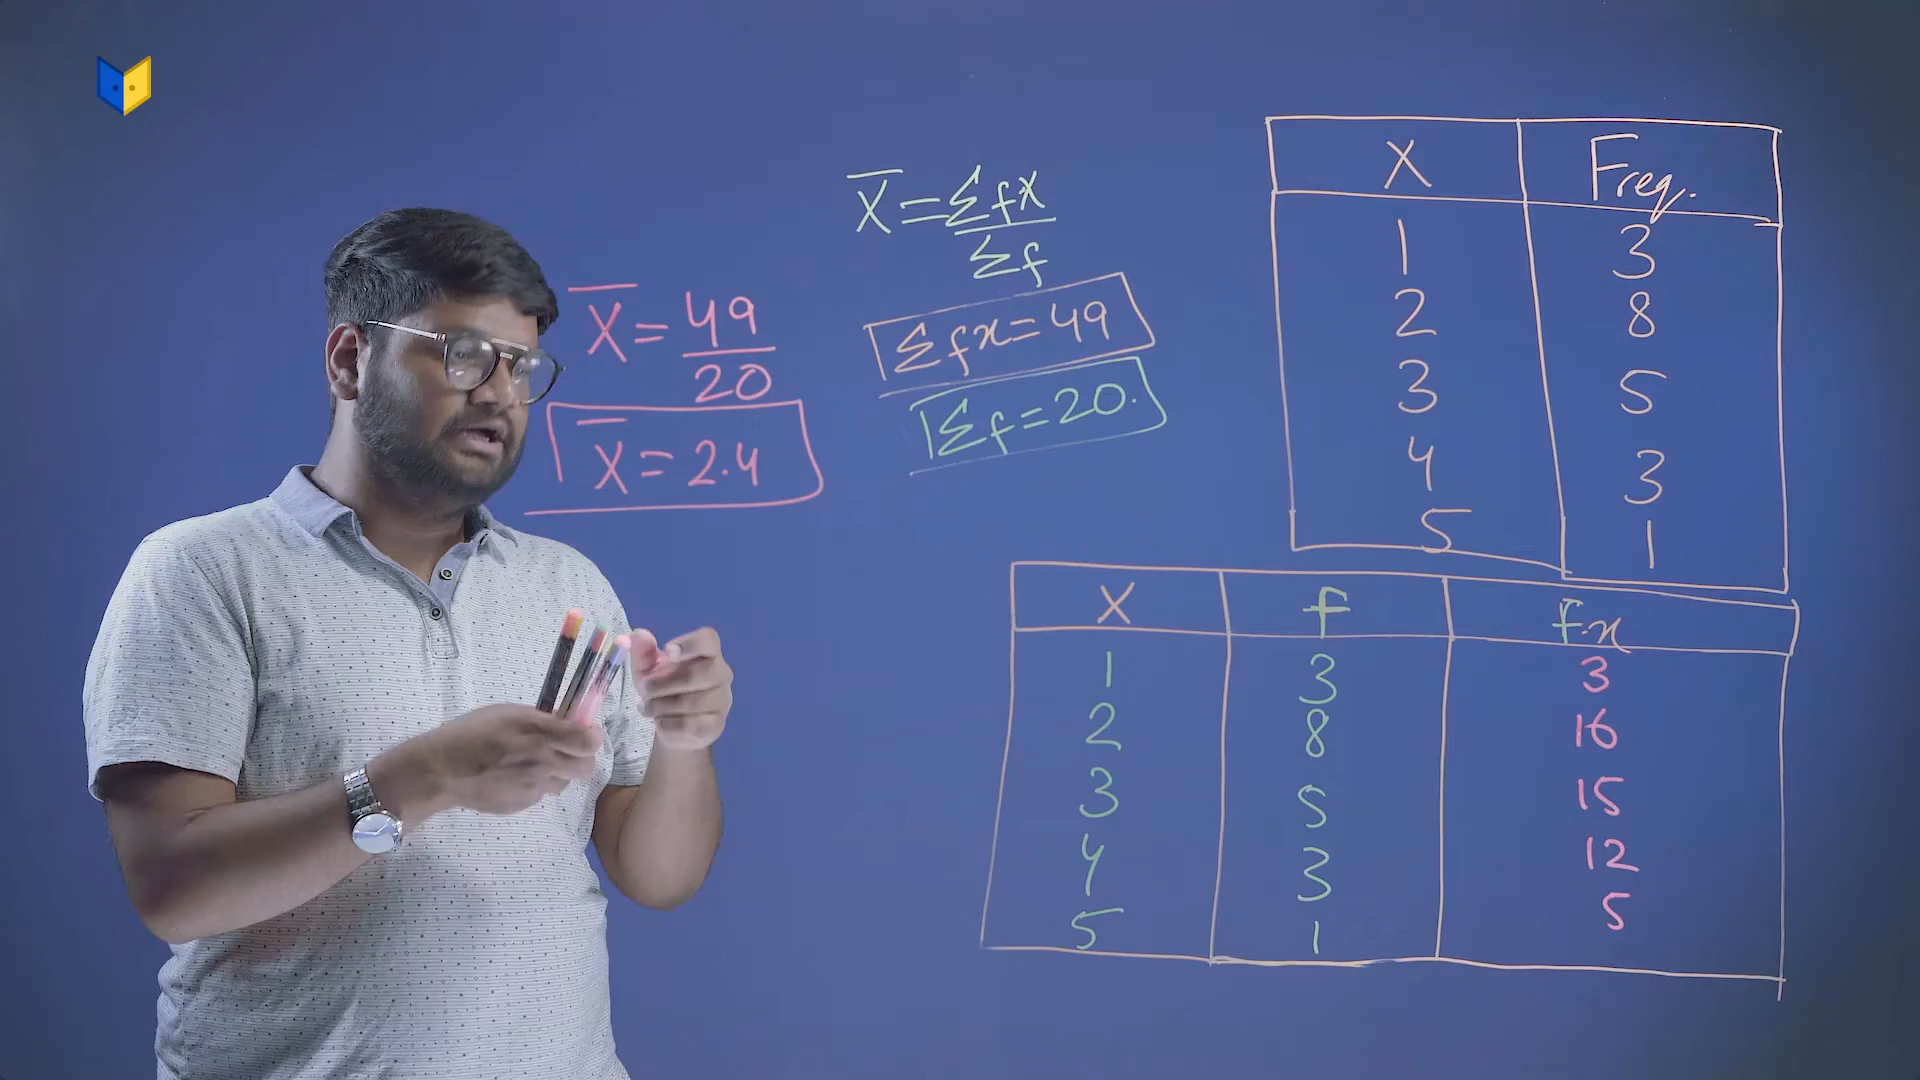 X̄ = Σfx / Σf
Σfx = 49
Σf = 20.
X̄ = 49 / 20
X̄ = 2.4
X Freq.
1 3
2 8
3 5
4 3
5 1
X f f.x
1 3 3
2 8 16
3 5 15
4 3 12
5 1 5